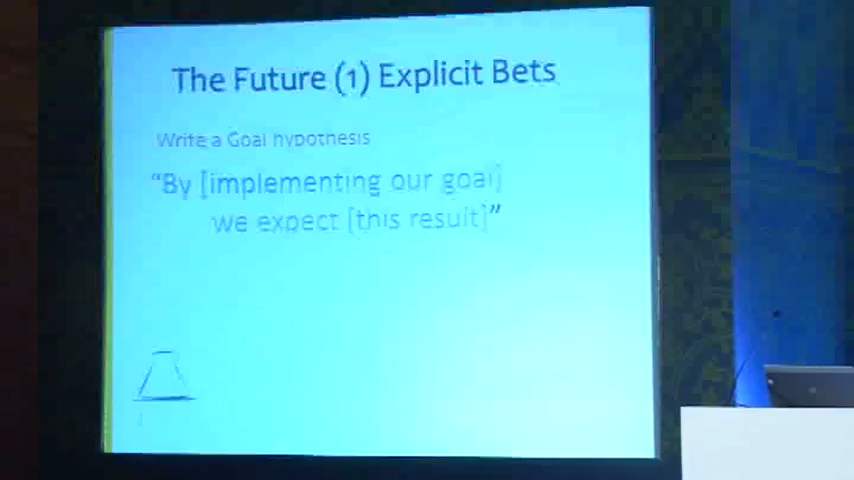 The Future (1) Explicit Bets
Write a Goal hypothesis
“By [implementing our goal]
we expect [this result]”